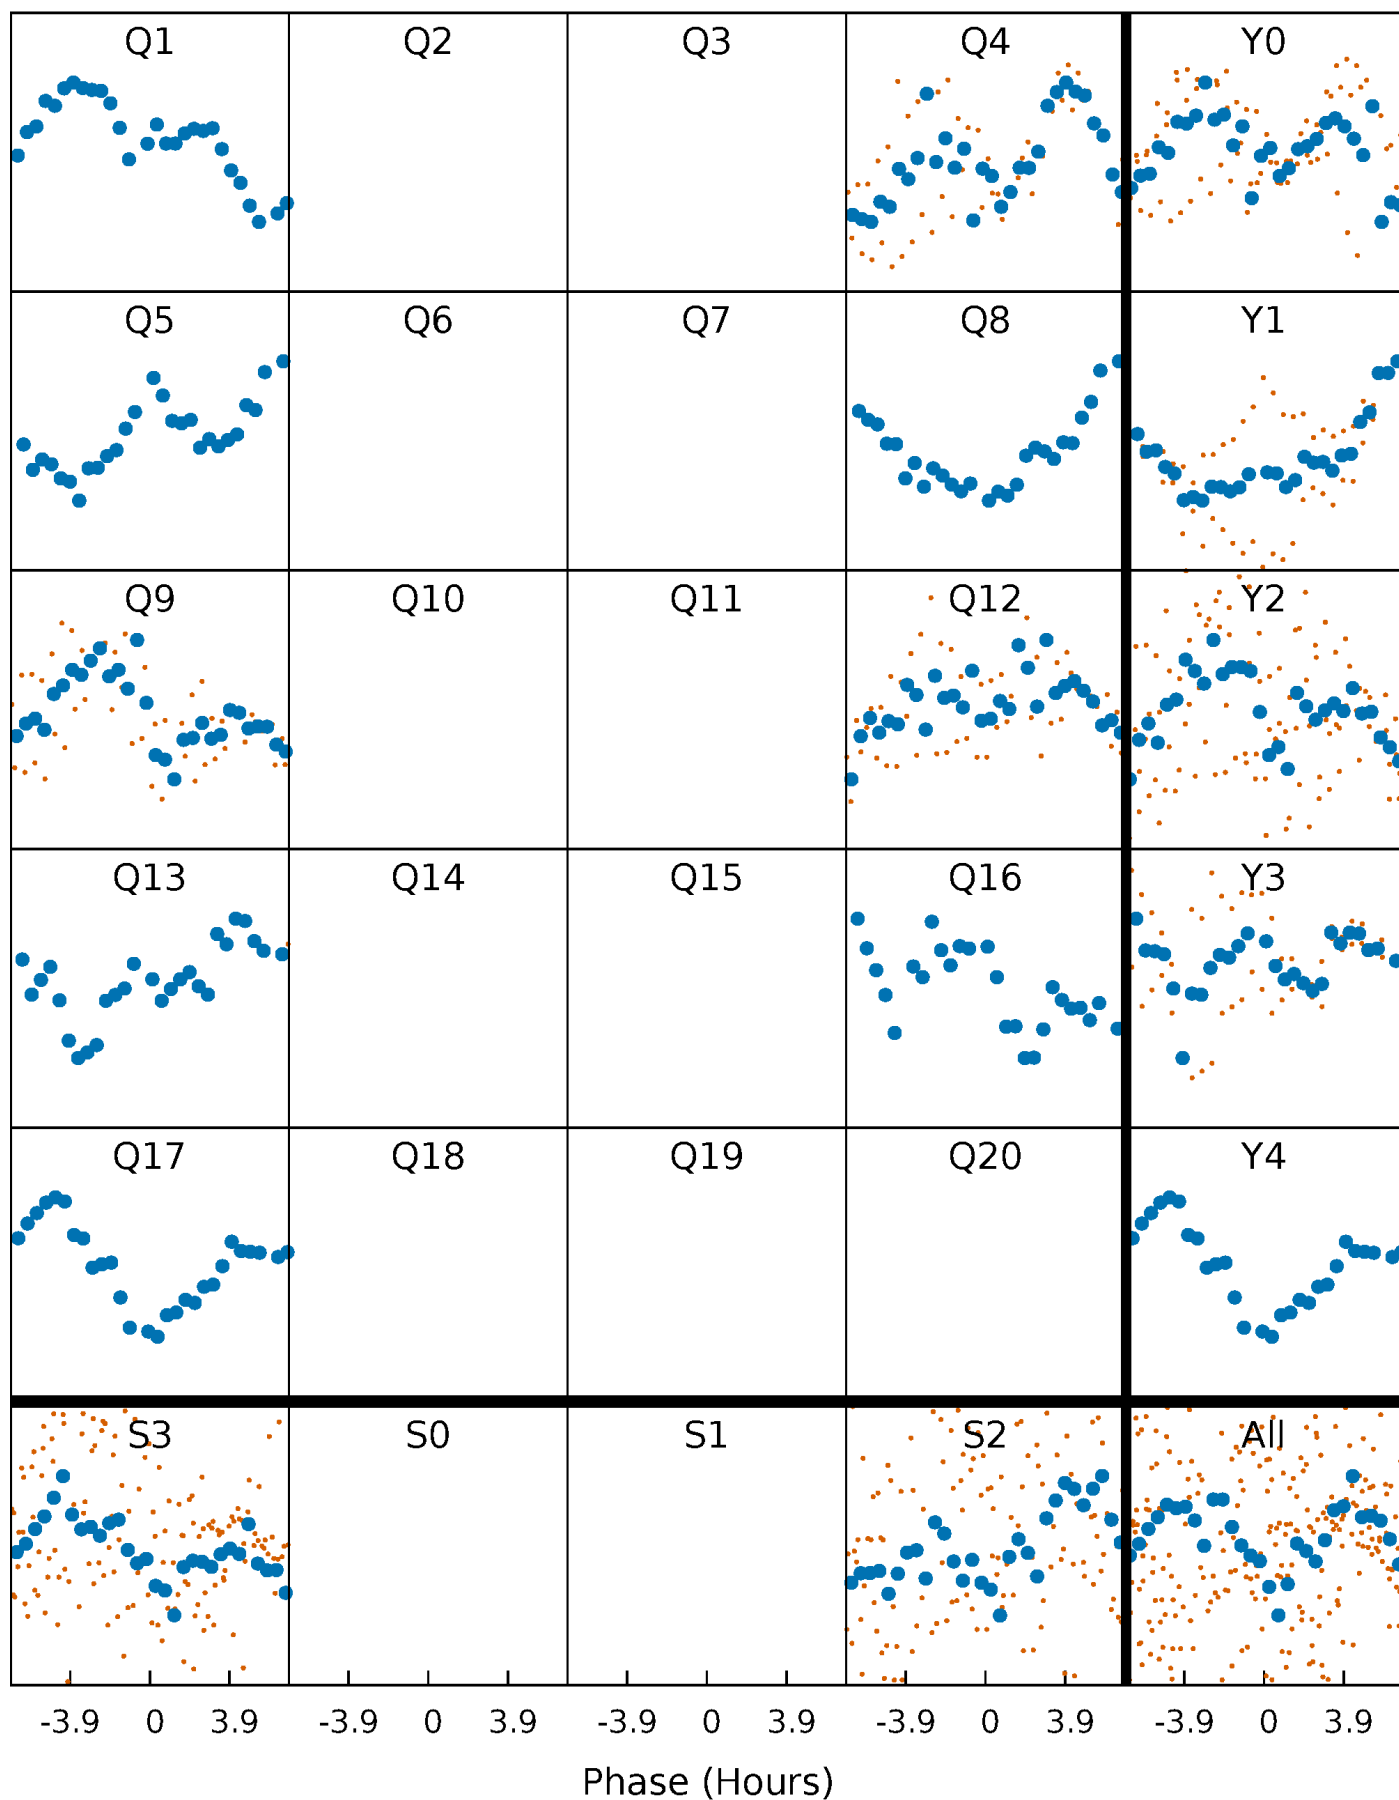 Q1 Q2 Q3 Q4 Y0
Q5 Q6 Q7 Q8 Y1
Q9 Q10 Q11 Q12 Y2
Q13 Q14 Q15 Q16 Y3
Q17 Q18 Q19 Q20 Y4
S3 S0 S1 S2 All
-3.9 0 3.9 -3.9 0 3.9 -3.9 0 3.9 -3.9 0 3.9 -3.9 0 3.9
Phase (Hours)